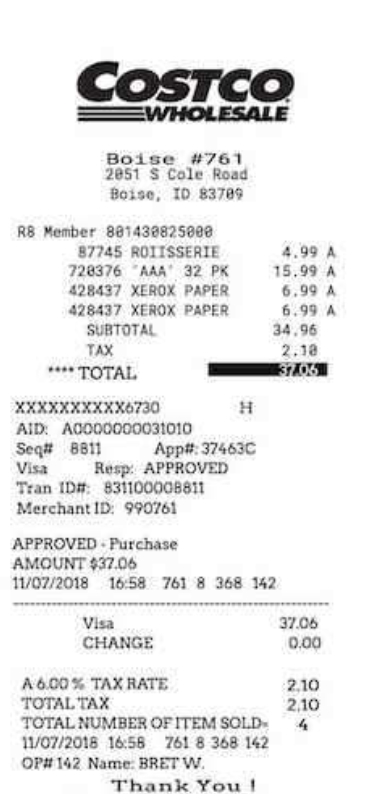 COSTCO
WHOLESALE
Boise #761
2051 S Cole Road
Boise, ID 83709
R8 Member 801430825000
87745 ROIISSERIE 4.99 A
720376 "AAA" 32 PK 15.99 A
428437 XEROX PAPER 6.99 A
428437 XEROX PAPER 6.99 A
SUBTOTAL 34.96
TAX 2.10
**** TOTAL 37.06
XXXXXXXXXX6730 H
AID: A0000000031010
Seq# 8811 App#: 37463C
Visa Resp: APPROVED
Tran ID#: 831100008811
Merchant ID: 990761
APPROVED - Purchase
AMOUNT $37.06
11/07/2018 16:58 761 8 368 142
Visa 37.06
CHANGE 0.00
A 6.00 % TAX RATE 2.10
TOTAL TAX 2.10
TOTAL NUMBER OF ITEM SOLD= 4
11/07/2018 16:58 761 8 368 142
OP# 142 Name: BRET W.
Thank You !